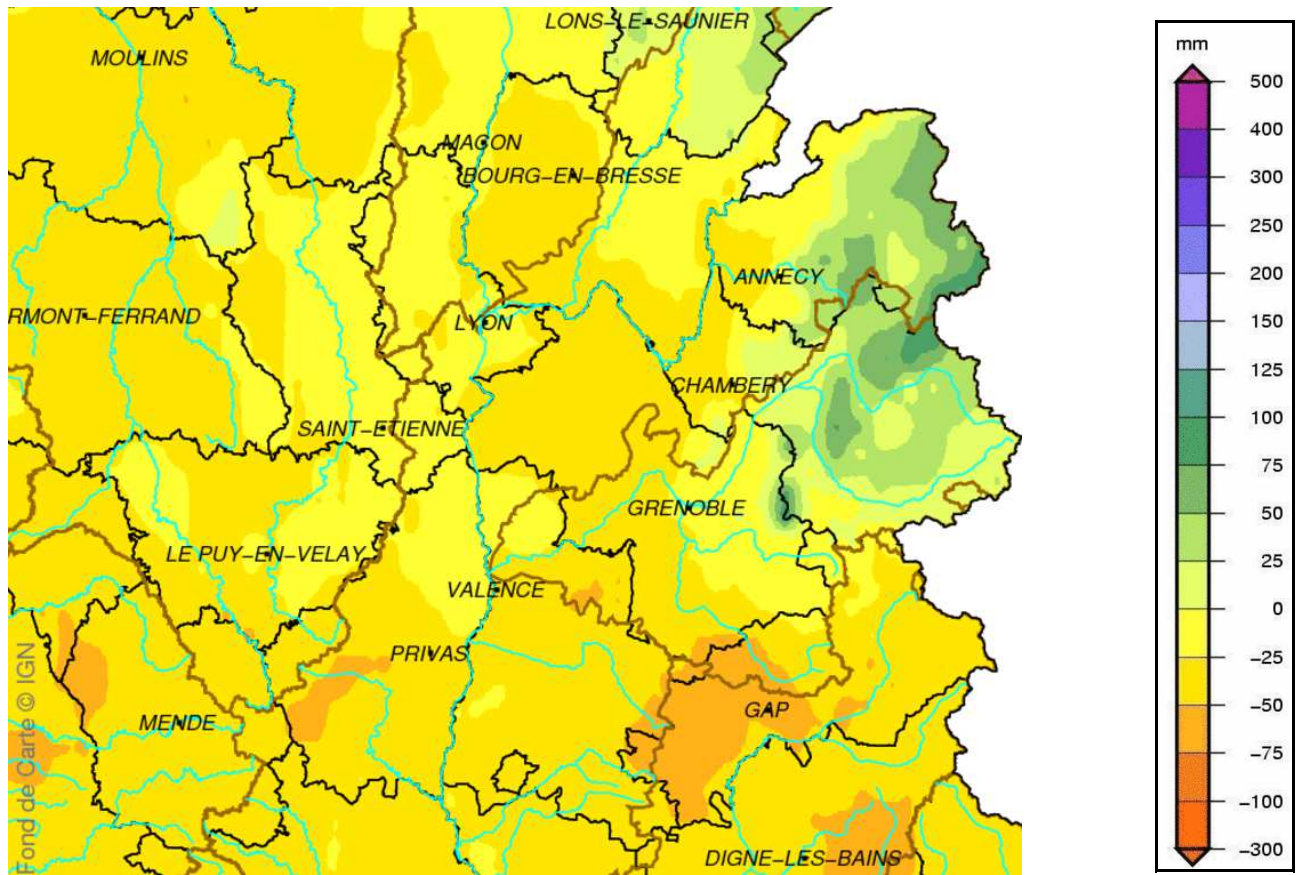 LONS-LE-SAUNIER
MOULINS
MACON
BOURG-EN-BRESSE
ANNECY
RMONT-FERRAND
LYON
CHAMBERY
SAINT-ETIENNE
GRENOBLE
LE PUY-EN-VELAY
VALENCE
PRIVAS
GAP
MENDE
DIGNE-LES-BAINS
Fond de Carte © IGN
mm
500
400
300
250
200
150
125
100
75
50
25
0
-25
-50
-75
-100
-300